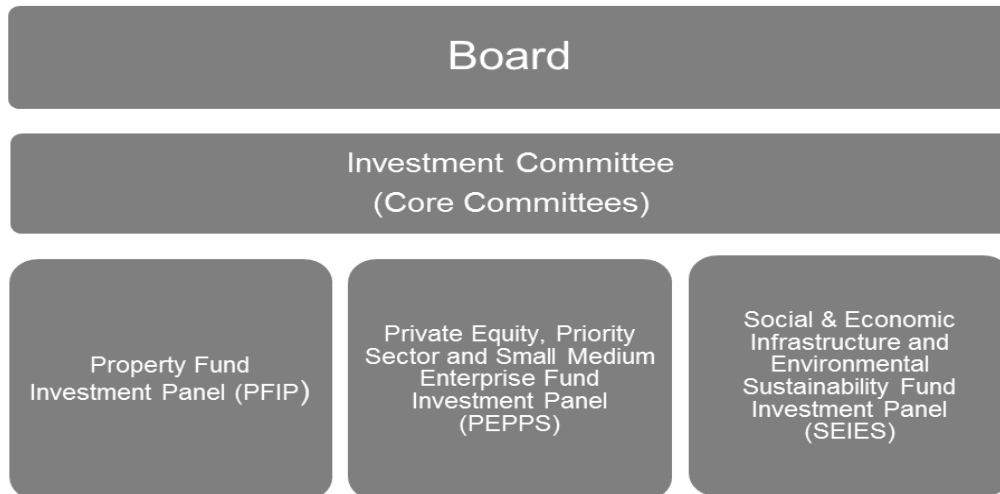 Board
Investment Committee
(Core Committees)
Property Fund
Investment Panel (PFIP)
Private Equity, Priority
Sector and Small Medium
Enterprise Fund
Investment Panel
(PEPPS)
Social & Economic
Infrastructure and
Environmental
Sustainability Fund
Investment Panel
(SEIES)